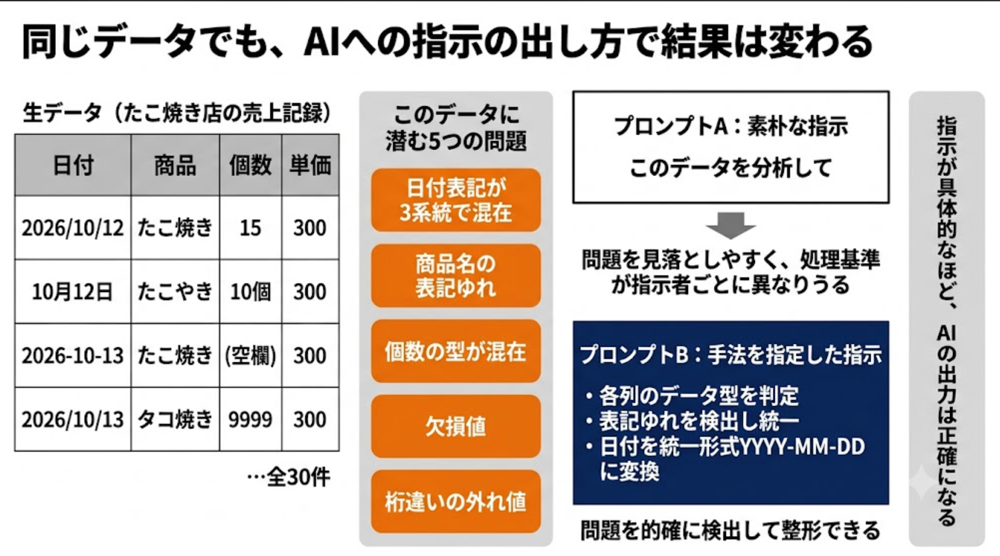 同じデータでも、AIへの指示の出し方で結果は変わる
生データ（たこ焼き店の売上記録）
日付 商品 個数 単価
2026/10/12 たこ焼き 15 300
10月12日 たこやき 10個 300
2026-10-13 たこ焼き (空欄) 300
2026/10/13 タコ焼き 9999 300
…全30件
このデータに
潜む5つの問題
日付表記が
3系統で混在
商品名の
表記ゆれ
個数の型が混在
欠損値
桁違いの外れ値
プロンプトA：素朴な指示
このデータを分析して
問題を見落としやすく、処理基準
が指示者ごとに異なりうる
プロンプトB：手法を指定した指示
・各列のデータ型を判定
・表記ゆれを検出し統一
・日付を統一形式YYYY-MM-DD
に変換
問題を的確に検出して整形できる
指示が具体的なほど、AIの出力は正確になる